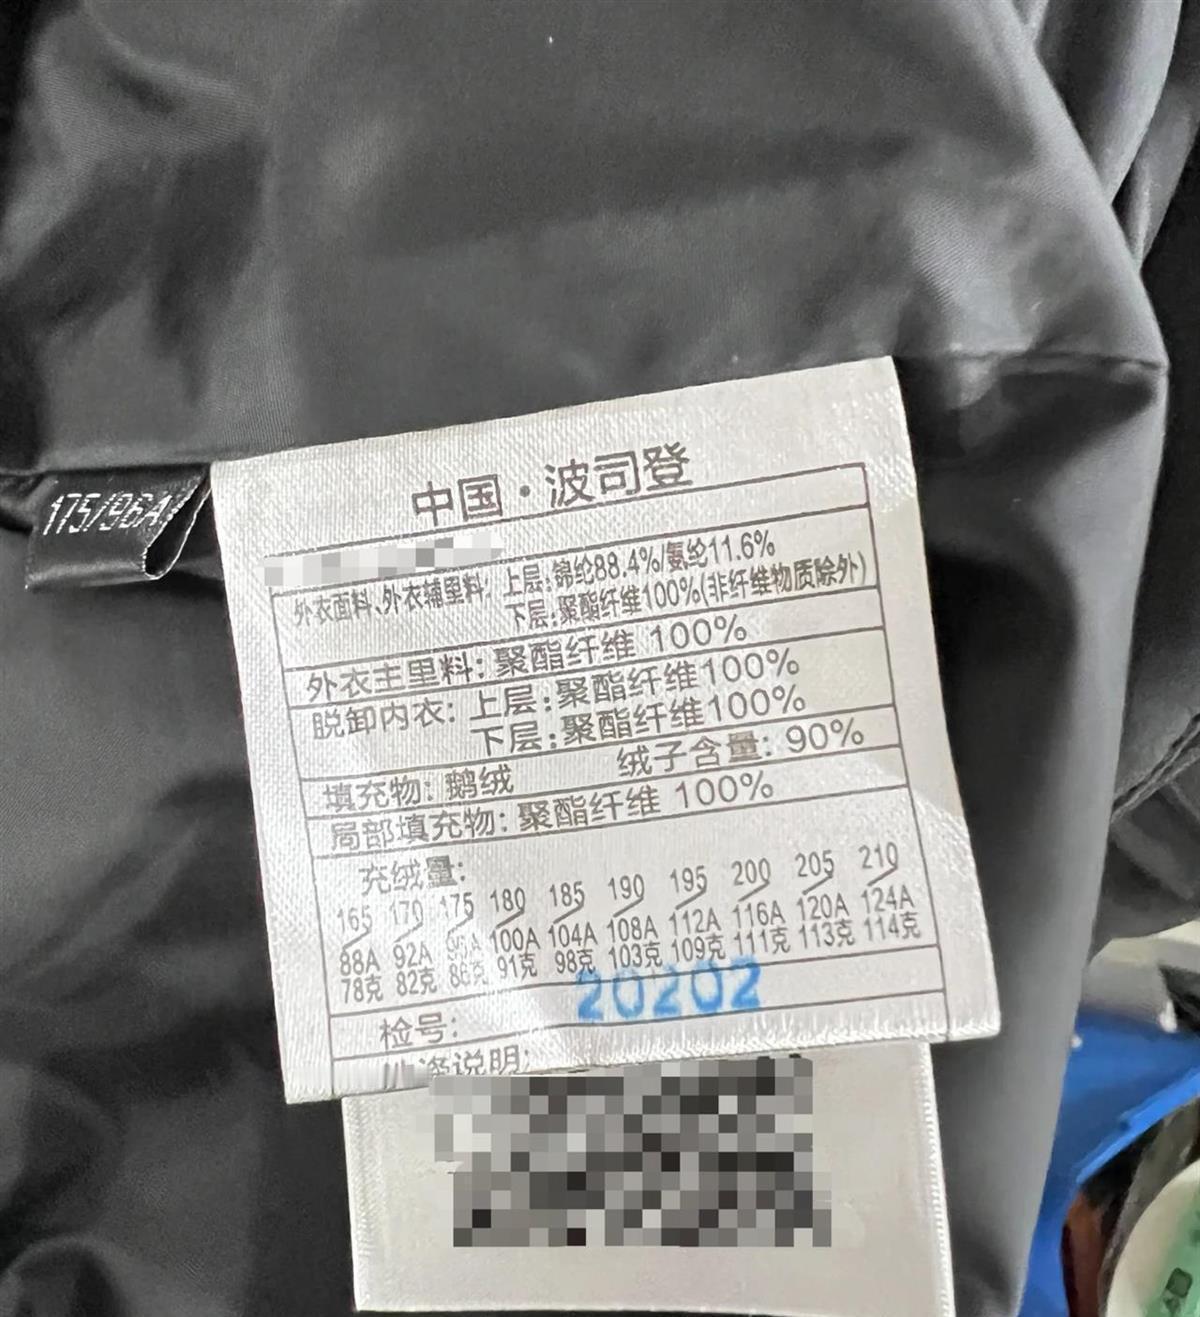 175/96A
中国·波司登
外衣面料、外衣辅里料: 上层:锦纶88.4%/氨纶11.6%
下层:聚酯纤维100%(非纤维物质除外)
外衣主里料: 聚酯纤维 100%
脱卸内衣: 上层:聚酯纤维100%
下层:聚酯纤维100%
填充物: 鹅绒 绒子含量: 90%
局部填充物: 聚酯纤维 100%
充绒量:
165 170 175 180 185 190 195 200 205 210
88A 92A 96A 100A 104A 108A 112A 116A 120A 124A
78克 82克 86克 91克 98克 103克 109克 111克 113克 114克
20202
检号:
洗涤说明: